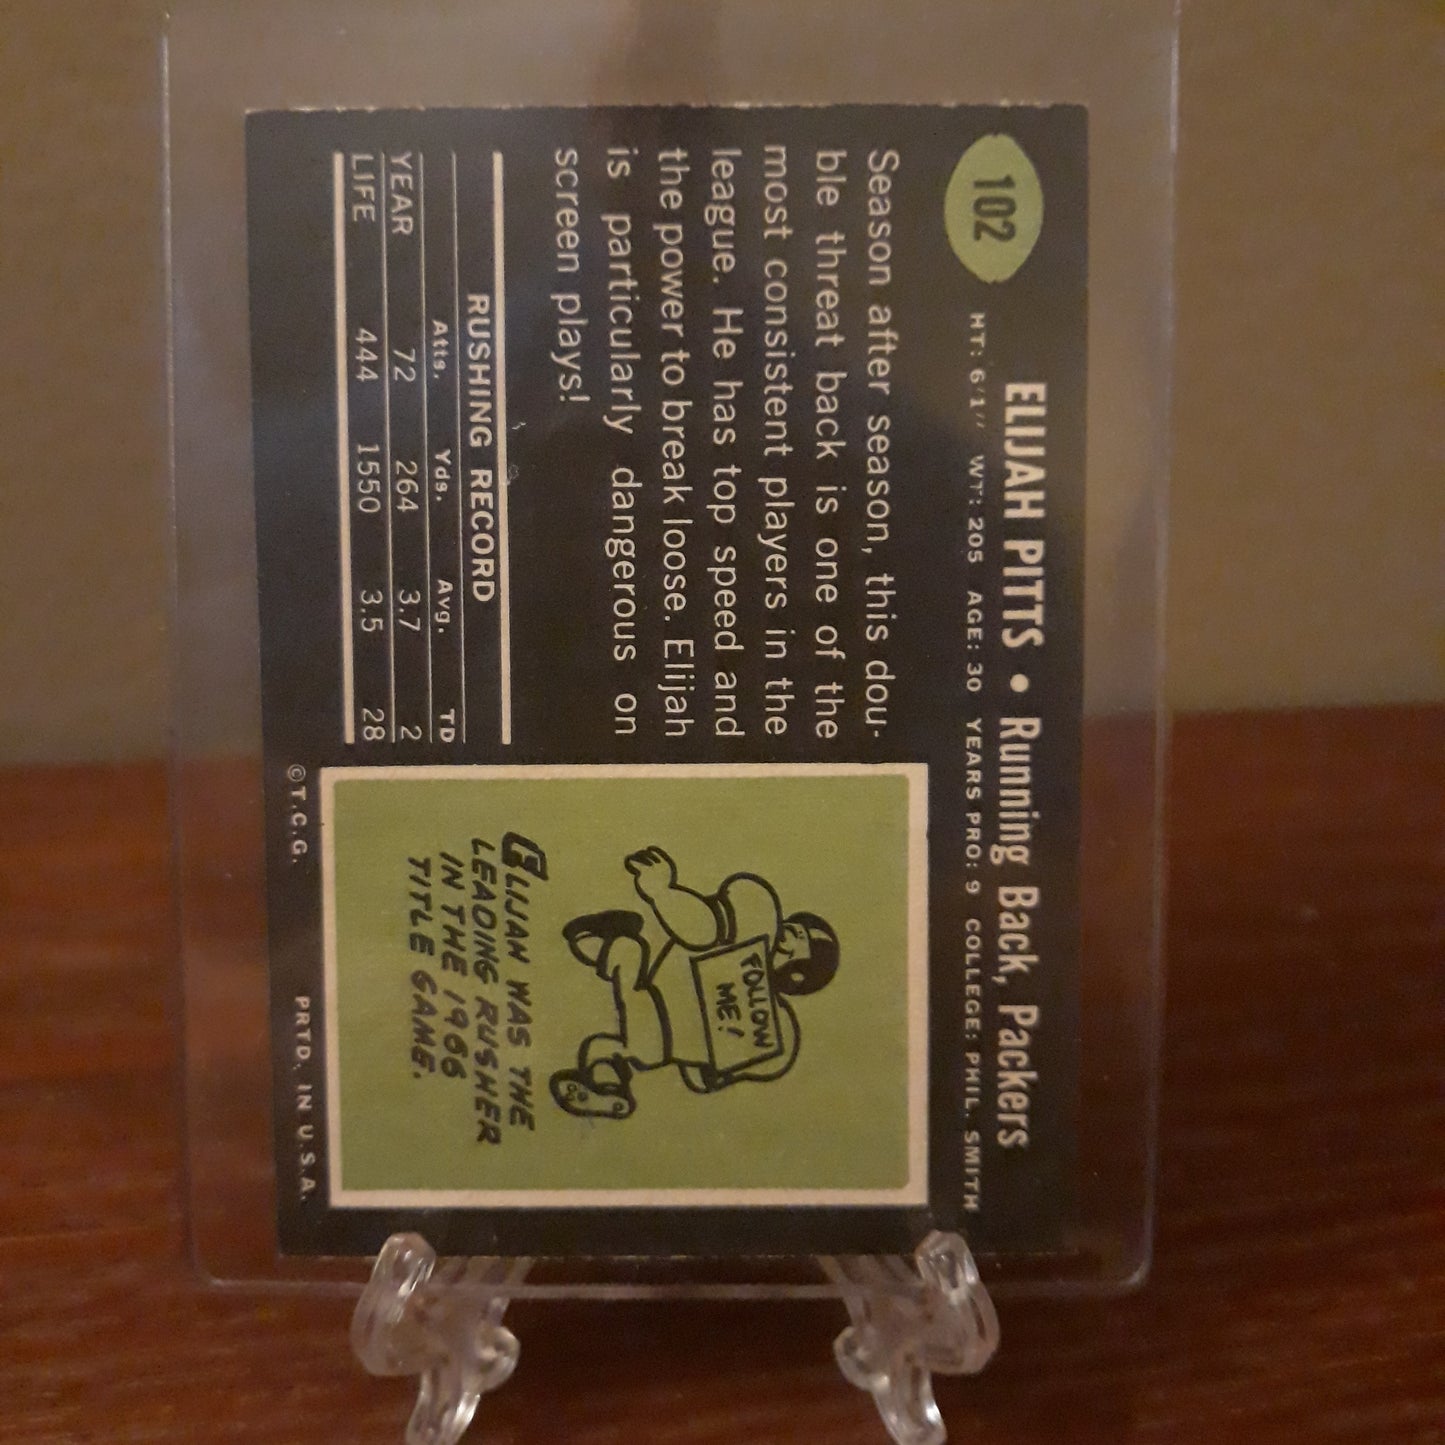 102
ELIJAH PITTS • Running Back, Packers
HT: 6'1" WT: 205 AGE: 30 YEARS PRO: 9 COLLEGE: PHIL. SMITH
Season after season, this dou-
ble threat back is one of the
most consistent players in the
league. He has top speed and
the power to break loose. Elijah
is particularly dangerous on
screen plays!
RUSHING RECORD
Atts. Yds. Avg. TD
YEAR 72 264 3.7 2
LIFE 444 1550 3.5 28
FOLLOW
ME!
ELIJAH WAS THE
LEADING RUSHER
IN THE 1966
TITLE GAME.
©T.C.G. PRTD. IN U.S.A.